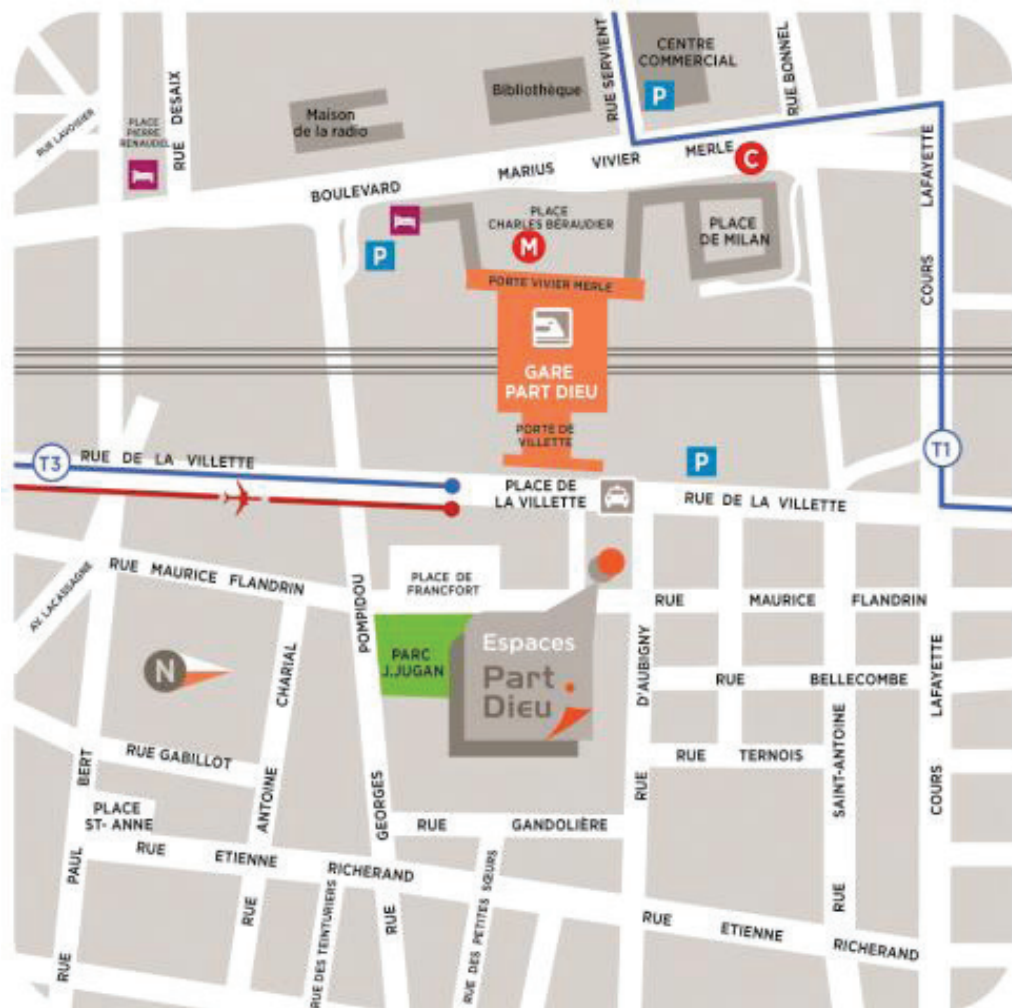 RUE SERVIENT
CENTRE
COMMERCIAL
P
RUE BONNEL
Bibliothèque
Maison
de la radio
RUE LAVOISIER
PLACE
PIERRE
RENAUDEL
RUE DESAIX
BOULEVARD MARIUS VIVIER MERLE
C
COURS LAFAYETTE
PLACE
CHARLES BÉRAUDIER
M
PLACE
DE MILAN
P
PORTE VIVIER MERLE
GARE
PART DIEU
PORTE DE
VILLETTE
T3
RUE DE LA VILLETTE
P
T1
PLACE DE
LA VILLETTE
RUE DE LA VILLETTE
AV. LACASSAGNE
RUE MAURICE FLANDRIN
PLACE DE
FRANCFORT
RUE MAURICE FLANDRIN
PARC
J.JUGAN
Espaces
Part
Dieu
N
RUE BELLECOMBE
RUE TERNOIS
RUE D'AUBIGNY
RUE SAINT-ANTOINE
COURS LAFAYETTE
RUE GABILLOT
RUE ANTOINE CHARIAL
RUE GEORGES POMPIDOU
RUE PAUL BERT
PLACE
ST- ANNE
RUE GANDOLIÈRE
RUE ETIENNE RICHERAND
RUE DES TEINTURIERS
RUE DES PETITES SŒURS
RUE ETIENNE RICHERAND